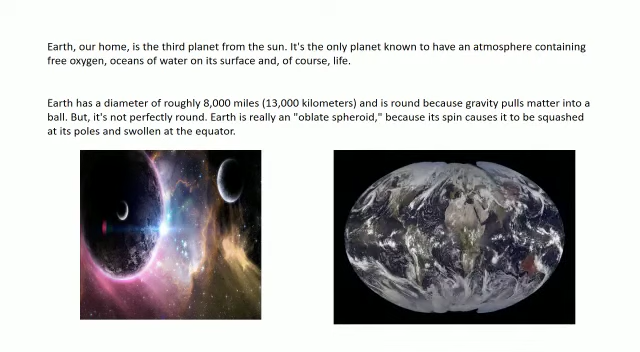 Earth, our home, is the third planet from the sun. It's the only planet known to have an atmosphere containing
free oxygen, oceans of water on its surface and, of course, life.
Earth has a diameter of roughly 8,000 miles (13,000 kilometers) and is round because gravity pulls matter into a
ball. But, it's not perfectly round. Earth is really an "oblate spheroid," because its spin causes it to be squashed
at its poles and swollen at the equator.